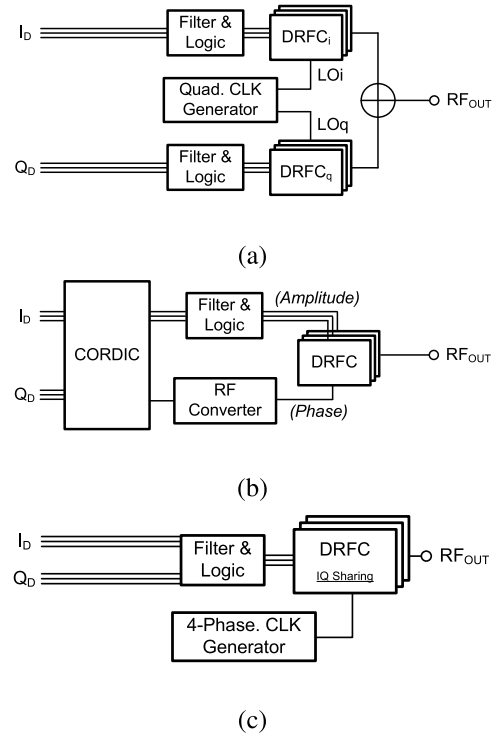 I_D
Filter &
Logic
DRFC_i
LOi
Quad. CLK
Generator
RF_OUT
LOq
Q_D
Filter &
Logic
DRFC_q
(a)
I_D
CORDIC
Filter &
Logic
(Amplitude)
DRFC
RF_OUT
Q_D
RF
Converter
(Phase)
(b)
I_D
Q_D
Filter &
Logic
DRFC
IQ Sharing
RF_OUT
4-Phase. CLK
Generator
(c)